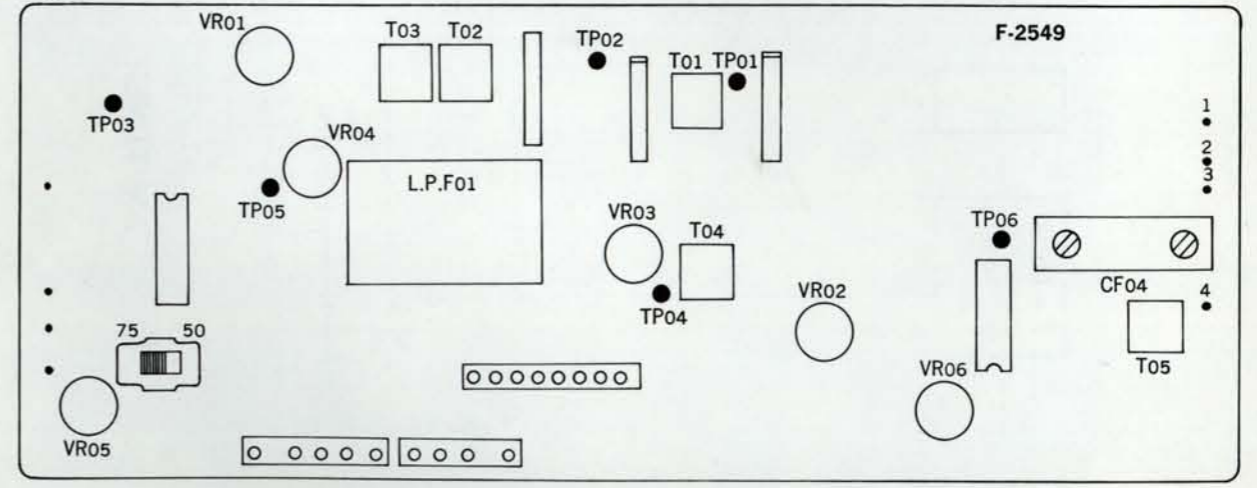 VR01
T03 T02
TP02
T01 TP01
F-2549
TP03
VR04
1
2
3
TP05
L.P.F01
VR03
T04
TP06
CF04
4
TP04
VR02
75 50
T05
VR06
VR05